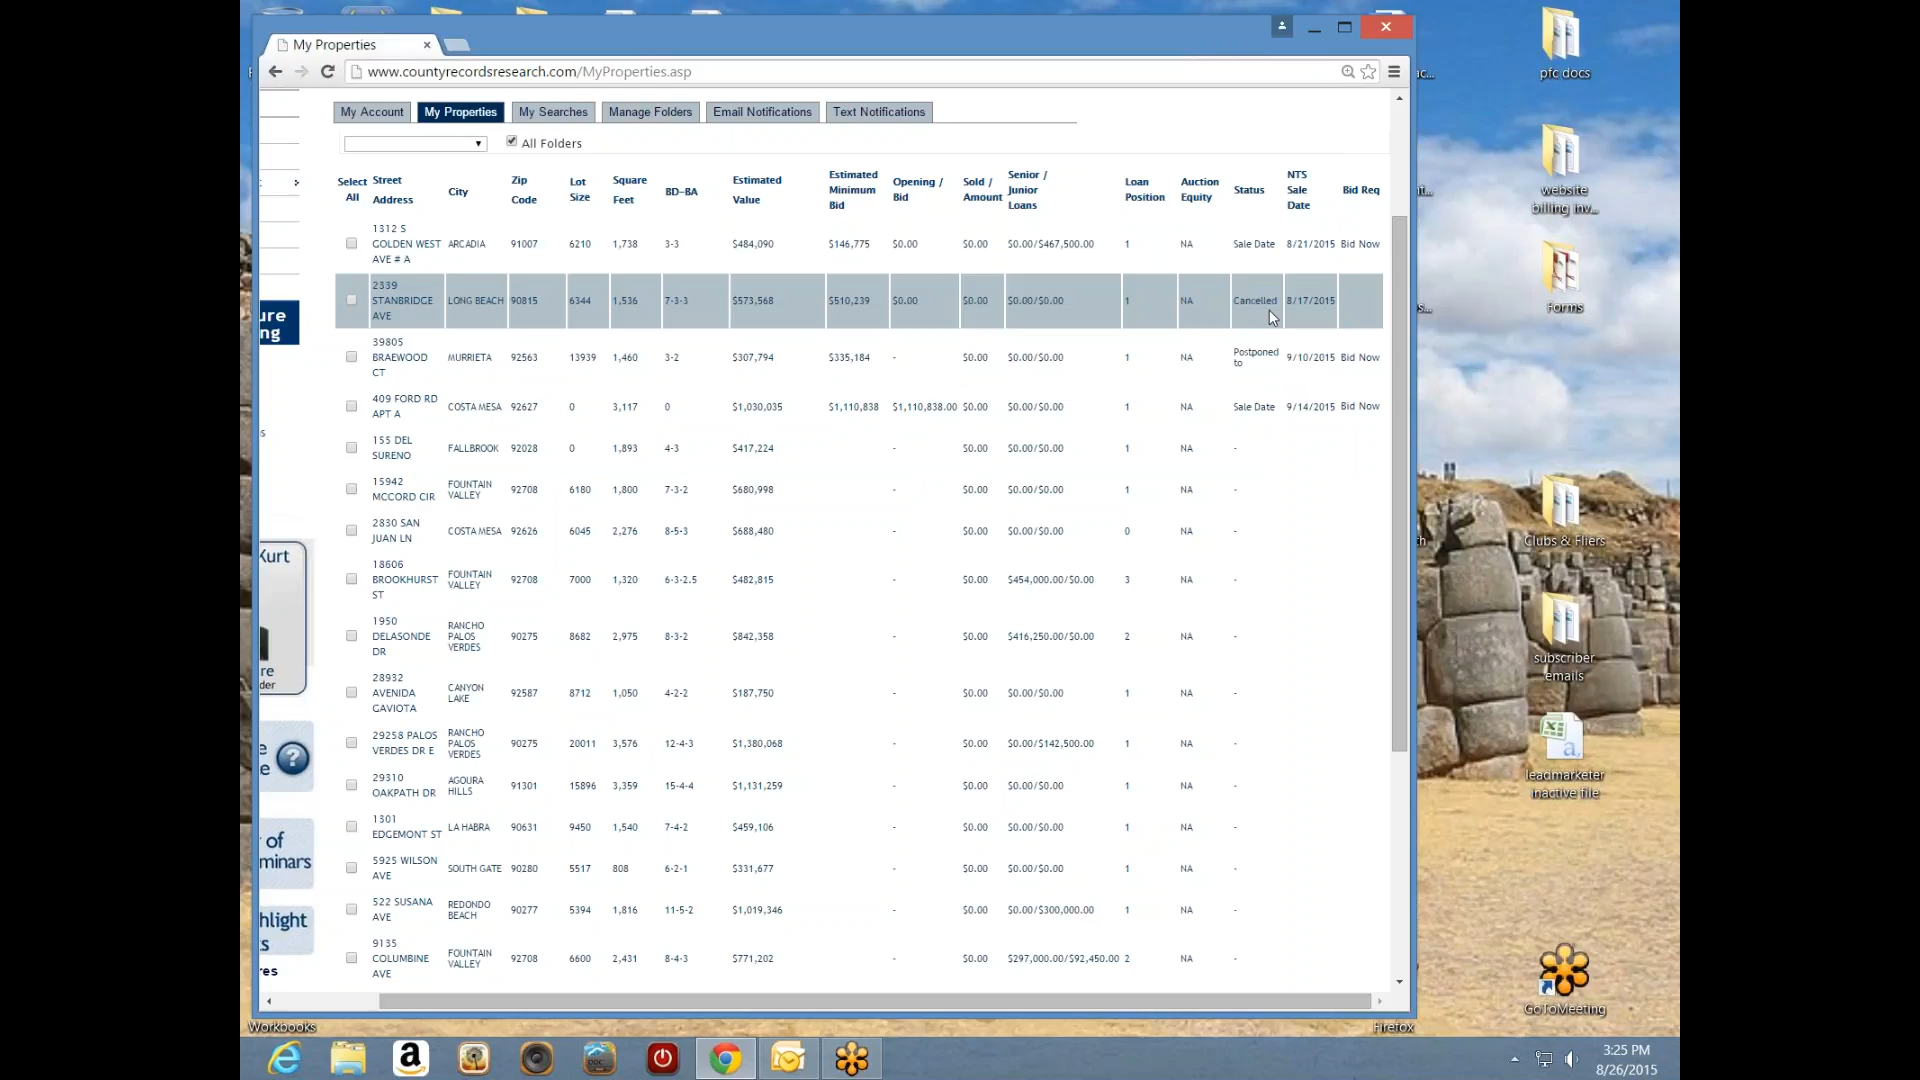 My Properties
www.countyrecordsresearch.com/MyProperties.asp
My Account My Properties My Searches Manage Folders Email Notifications Text Notifications
All Folders
Select All Street Address City Zip Code Lot Size Square Feet BD-BA Estimated Value Estimated Minimum Bid Opening / Bid Sold / Amount Senior / Junior Loans Loan Position Auction Equity Status NTS Sale Date Bid Req
1312 S GOLDEN WEST AVE # A ARCADIA 91007 6210 1,738 3-3 $484,090 $146,775 $0.00 $0.00 $0.00/$467,500.00 1 NA Sale Date 8/21/2015 Bid Now
2339 STANBRIDGE AVE LONG BEACH 90815 6344 1,536 7-3-3 $573,568 $510,239 $0.00 $0.00 $0.00/$0.00 1 NA Cancelled 8/17/2015
39805 BRAEWOOD CT MURRIETA 92563 13939 1,460 3-2 $307,794 $335,184 - $0.00 $0.00/$0.00 1 NA Postponed to 9/10/2015 Bid Now
409 FORD RD APT A COSTA MESA 92627 0 3,117 0 $1,030,035 $1,110,838 $1,110,838.00 $0.00 $0.00/$0.00 1 NA Sale Date 9/14/2015 Bid Now
155 DEL SURENO FALLBROOK 92028 0 1,893 4-3 $417,224 - $0.00 $0.00/$0.00 1 NA -
15942 MCCORD CIR FOUNTAIN VALLEY 92708 6180 1,800 7-3-2 $680,998 - $0.00 $0.00/$0.00 1 NA -
2830 SAN JUAN LN COSTA MESA 92626 6045 2,276 8-5-3 $688,480 - $0.00 $0.00/$0.00 0 NA -
18606 BROOKHURST ST FOUNTAIN VALLEY 92708 7000 1,320 6-3-2.5 $482,815 - $0.00 $454,000.00/$0.00 3 NA -
1950 DELASONDE DR RANCHO PALOS VERDES 90275 8682 2,975 8-3-2 $842,358 - $0.00 $416,250.00/$0.00 2 NA -
28932 AVENIDA GAVIOTA CANYON LAKE 92587 8712 1,050 4-2-2 $187,750 - $0.00 $0.00/$0.00 1 NA -
29258 PALOS VERDES DR E RANCHO PALOS VERDES 90275 20011 3,576 12-4-3 $1,380,068 - $0.00 $0.00/$142,500.00 1 NA -
29310 OAKPATH DR AGOURA HILLS 91301 15896 3,359 15-4-4 $1,131,259 - $0.00 $0.00/$0.00 1 NA -
1301 EDGEMONT ST LA HABRA 90631 9450 1,540 7-4-2 $459,106 - $0.00 $0.00/$0.00 1 NA -
5925 WILSON AVE SOUTH GATE 90280 5517 808 6-2-1 $331,677 - $0.00 $0.00/$0.00 1 NA -
522 SUSANA AVE REDONDO BEACH 90277 5394 1,816 11-5-2 $1,019,346 - $0.00 $0.00/$300,000.00 1 NA -
9135 COLUMBINE AVE FOUNTAIN VALLEY 92708 6600 2,431 8-4-3 $771,202 - $0.00 $297,000.00/$92,450.00 2 NA -
ure
ng
s
Kurt
re
der
e
e
?
of
minars
hlight
s
res
pfc docs
website
billing inv...
Forms
Clubs & Fliers
subscriber
emails
leadmarketer
inactive file
GoToMeeting
Workbooks
Firefox
3:25 PM
8/26/2015